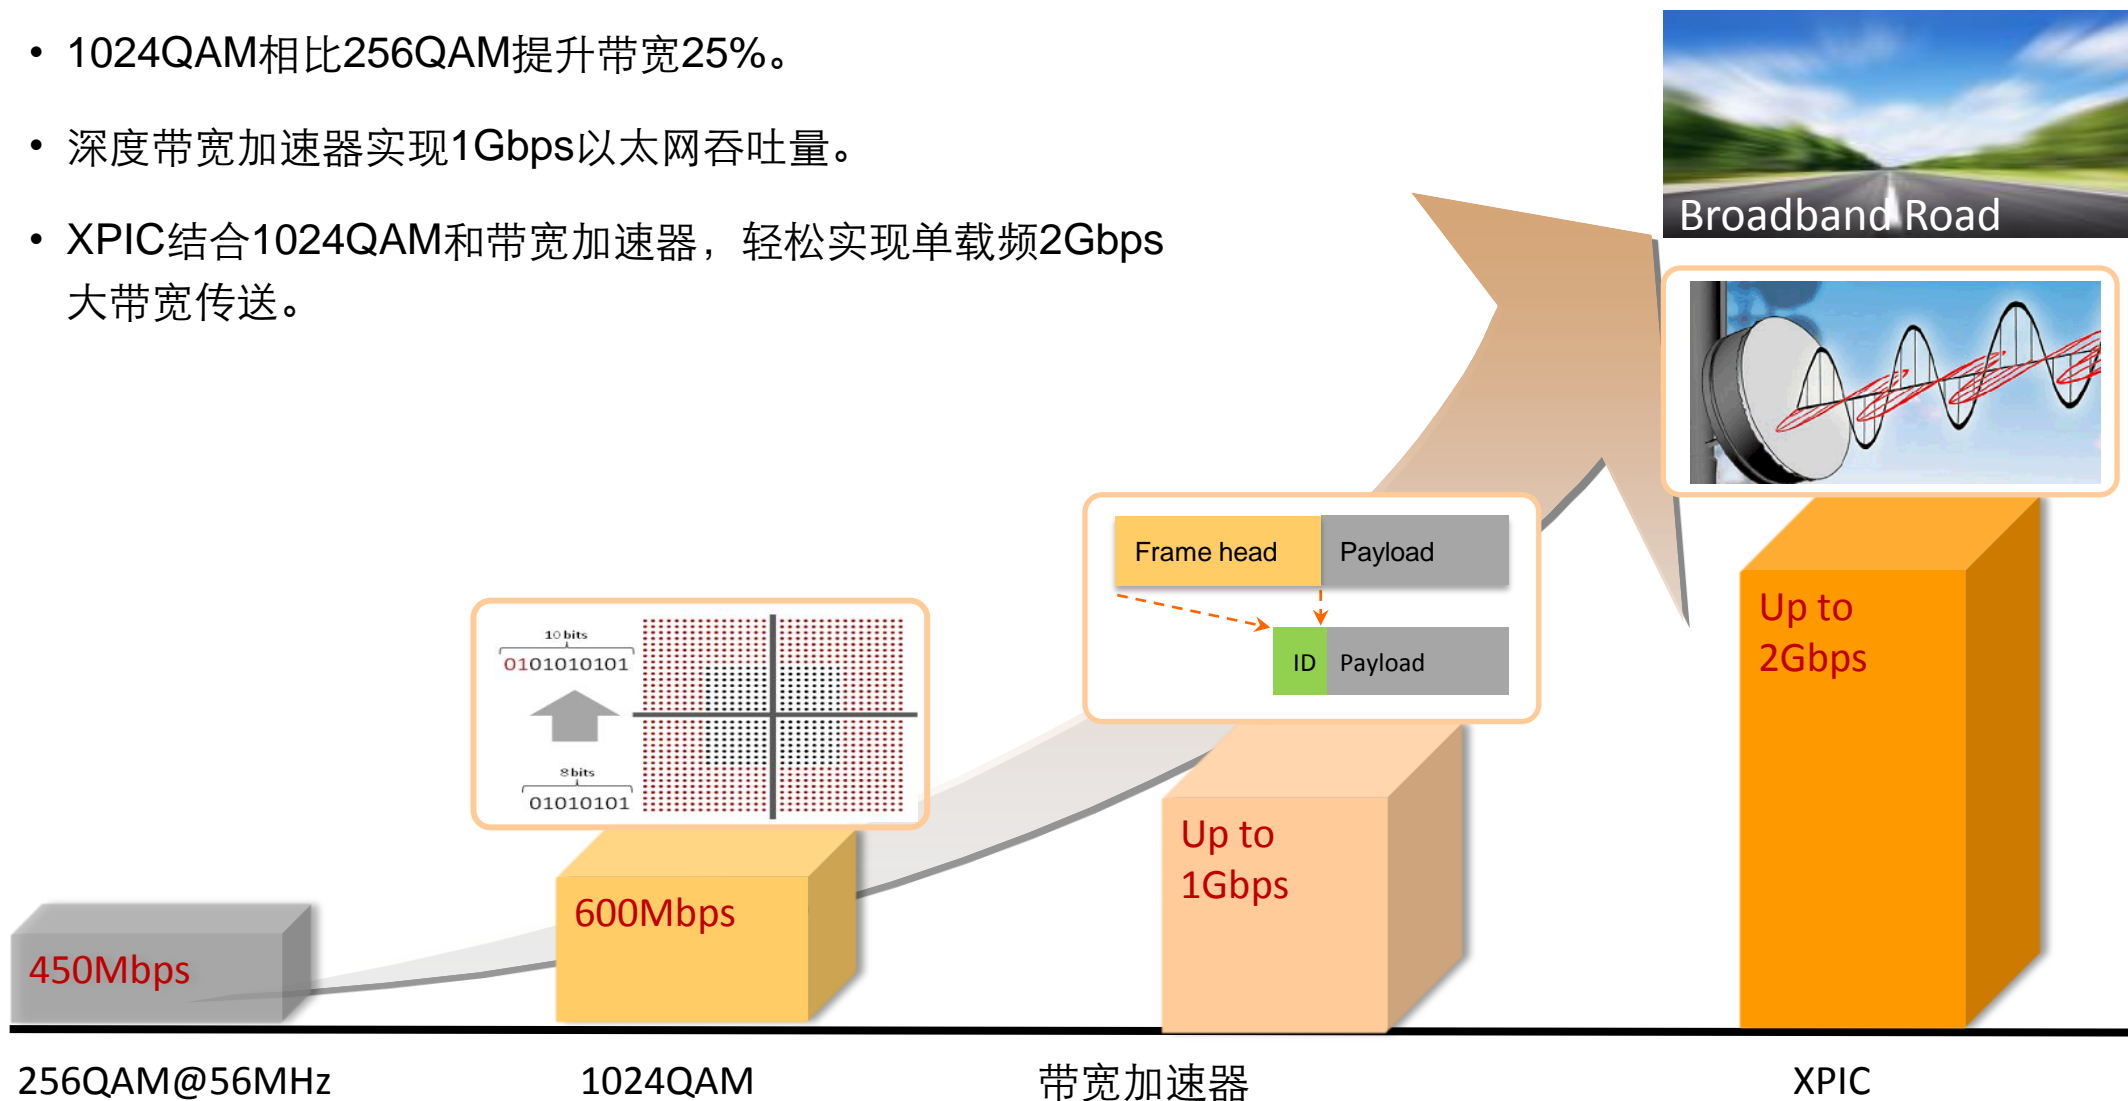 • 1024QAM相比256QAM提升带宽25%。
• 深度带宽加速器实现1Gbps以太网吞吐量。
• XPIC结合1024QAM和带宽加速器，轻松实现单载频2Gbps
大带宽传送。
Broadband Road
Frame head
Payload
ID
Payload
10 bits
0101010101
8 bits
01010101
Up to
2Gbps
Up to
1Gbps
600Mbps
450Mbps
256QAM@56MHz
1024QAM
带宽加速器
XPIC